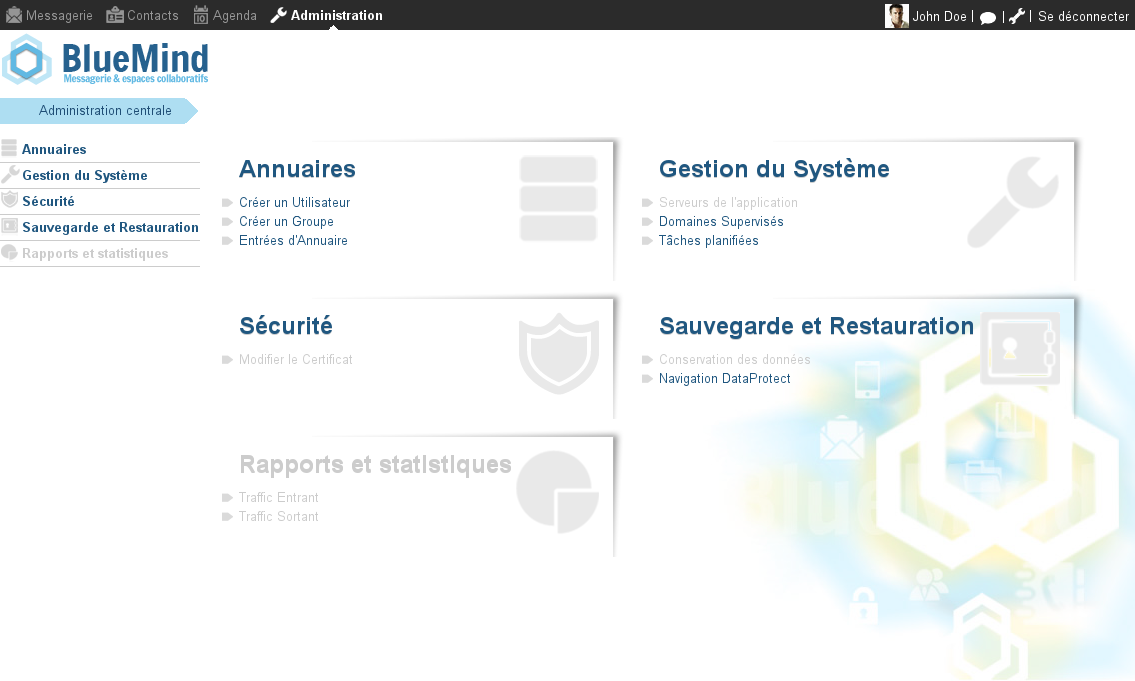 Messagerie Contacts Agenda Administration John Doe | | | Se déconnecter
10
BlueMind
Messagerie & espaces collaboratifs
Administration centrale
Annuaires
Gestion du Système
Sécurité
Sauvegarde et Restauration
Rapports et statistiques
Annuaires
Créer un Utilisateur
Créer un Groupe
Entrées d'Annuaire
Gestion du Système
Serveurs de l'application
Domaines Supervisés
Tâches planifiées
Sécurité
Modifier le Certificat
Sauvegarde et Restauration
Conservation des données
Navigation DataProtect
Rapports et statistiques
Traffic Entrant
Traffic Sortant
BlueMind